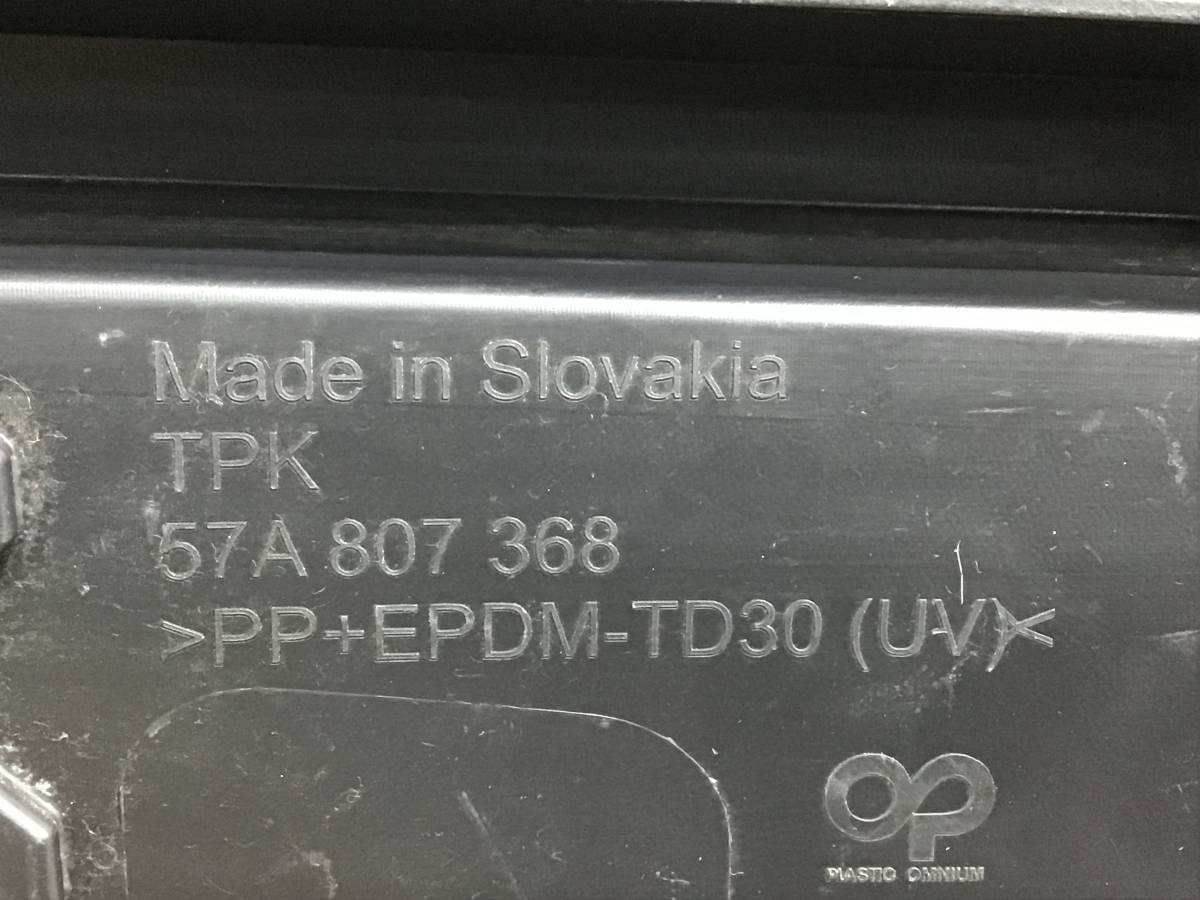 Made in Slovakia
TPK
57A 807 368
>PP+EPDM-TD30 (UV)<
PLASTIC OMNIUM